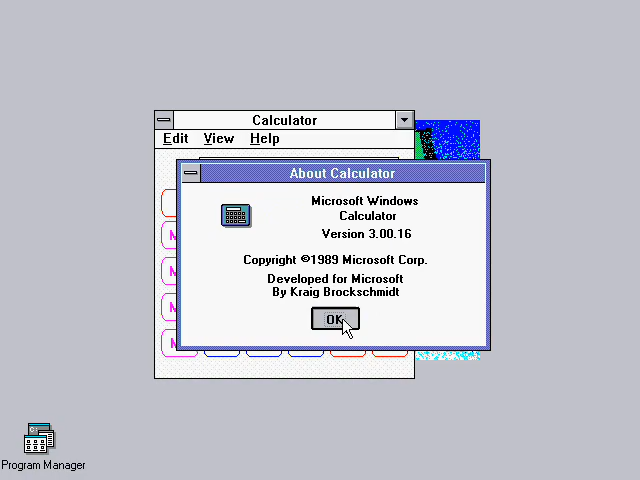 Calculator
Edit View Help
About Calculator
Microsoft Windows
Calculator
Version 3.00.16
Copyright ©1989 Microsoft Corp.
Developed for Microsoft
By Kraig Brockschmidt
OK
M
M
M
M
Program Manager